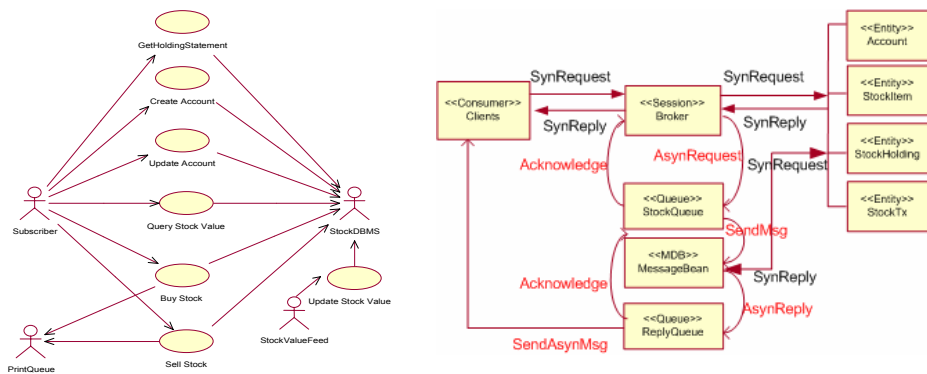 GetHoldingStatement
Create Account
Update Account
Subscriber
Query Stock Value
StockDBMS
Buy Stock
Update Stock Value
StockValueFeed
PrintQueue
Sell Stock
<<Consumer>>
Clients
SynRequest
SynReply
<<Session>>
Broker
SynRequest
SynReply
<<Entity>>
Account
<<Entity>>
StockItem
<<Entity>>
StockHolding
<<Entity>>
StockTx
Acknowledge
AsynRequest
SynRequest
<<Queue>>
StockQueue
SendMsg
<<MDB>>
MessageBean
SynReply
Acknowledge
AsynReply
<<Queue>>
ReplyQueue
SendAsynMsg